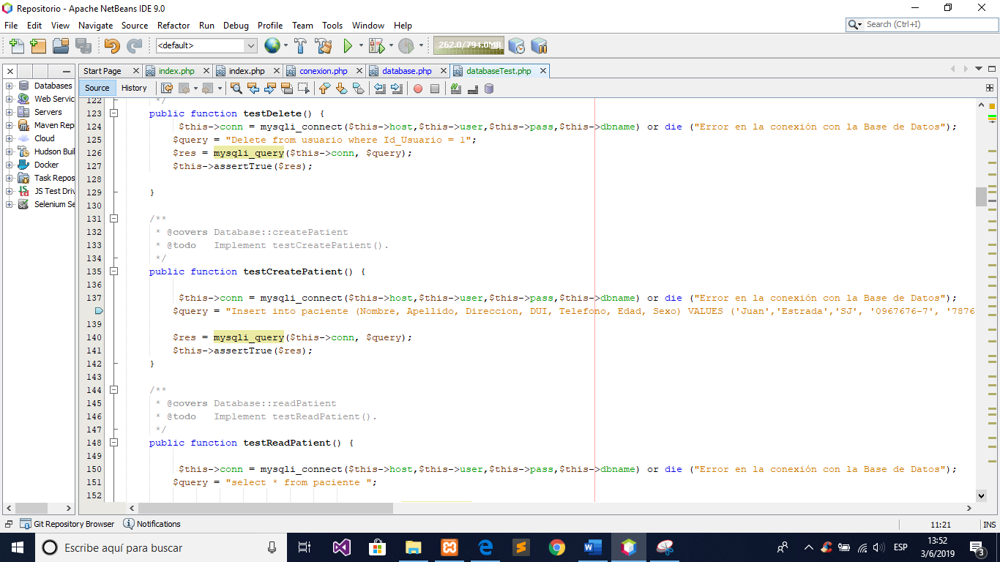 Repositorio - Apache NetBeans IDE 9.0
File Edit View Navigate Source Refactor Run Debug Profile Team Tools Window Help
Search (Ctrl+I)
<default>
262.0/794.0MB
Start Page index.php index.php conexion.php database.php databaseTest.php
Source History
Databases
Web Servic
Servers
Maven Rep
Cloud
Hudson Buil
Docker
Task Repos
JS Test Driv
Selenium Se
122 */
123 public function testDelete() {
124 $this->conn = mysqli_connect($this->host,$this->user,$this->pass,$this->dbname) or die ("Error en la conexión con la Base de Datos");
125 $query = "Delete from usuario where Id_Usuario = 1";
126 $res = mysqli_query($this->conn, $query);
127 $this->assertTrue($res);
128
129 }
130
131 /**
132 * @covers Database::createPatient
133 * @todo Implement testCreatePatient().
134 */
135 public function testCreatePatient() {
136
137 $this->conn = mysqli_connect($this->host,$this->user,$this->pass,$this->dbname) or die ("Error en la conexión con la Base de Datos");
$query = "Insert into paciente (Nombre, Apellido, Direccion, DUI, Telefono, Edad, Sexo) VALUES ('Juan','Estrada','SJ', '0967676-7', '7876
139
140 $res = mysqli_query($this->conn, $query);
141 $this->assertTrue($res);
142 }
143
144 /**
145 * @covers Database::readPatient
146 * @todo Implement testReadPatient().
147 */
148 public function testReadPatient() {
149
150 $this->conn = mysqli_connect($this->host,$this->user,$this->pass,$this->dbname) or die ("Error en la conexión con la Base de Datos");
151 $query = "select * from paciente ";
152
Git Repository Browser Notifications
11:21 INS
Escribe aquí para buscar
ESP
13:52
3/6/2019
3